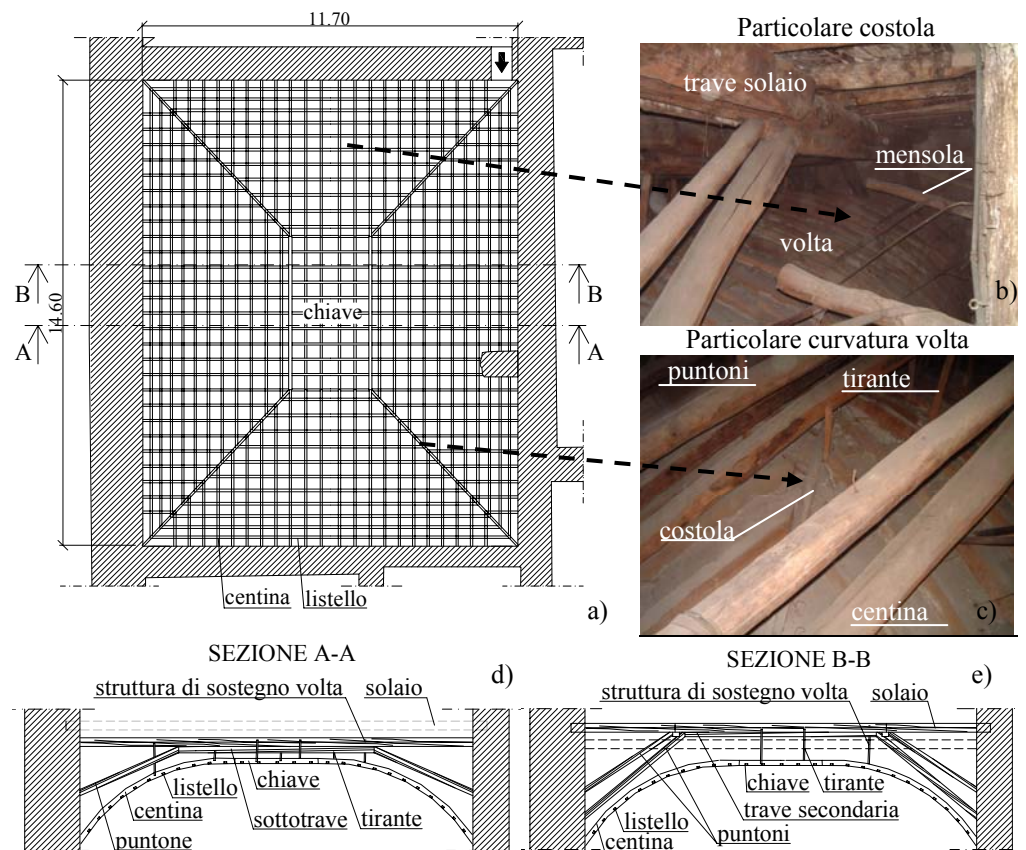 11.70
14.60
B
B
A
A
chiave
centina
listello
a)
Particolare costola
trave solaio
mensola
volta
b)
Particolare curvatura volta
puntoni
tirante
costola
centina
c)
SEZIONE A-A
d)
struttura di sostegno volta
solaio
listello
chiave
centina
sottotrave
tirante
puntone
SEZIONE B-B
e)
struttura di sostegno volta
solaio
chiave
tirante
listello
trave secondaria
centina
puntoni